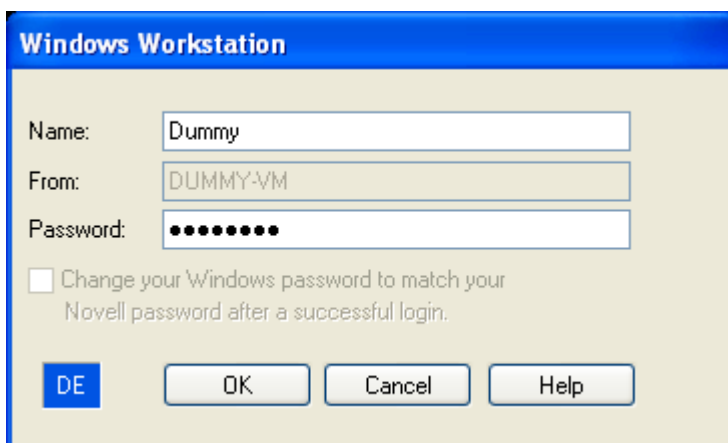 Windows Workstation
Name: Dummy
From: DUMMY-VM
Password: ●●●●●●●●
Change your Windows password to match your
Novell password after a successful login.
DE OK Cancel Help